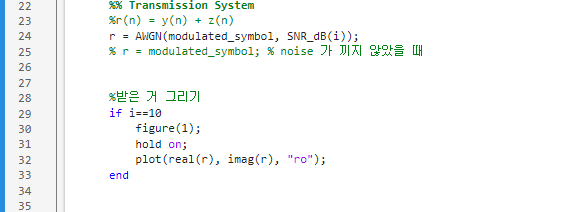 22 %% Transmission System
23 %r(n) = y(n) + z(n)
24 r = AWGN(modulated_symbol, SNR_dB(i));
25 % r = modulated_symbol; % noise 가 끼지 않았을 때
26
27
28 %받은 거 그리기
29 if i==10
30 figure(1);
31 hold on;
32 plot(real(r), imag(r), "ro");
33 end
34
35